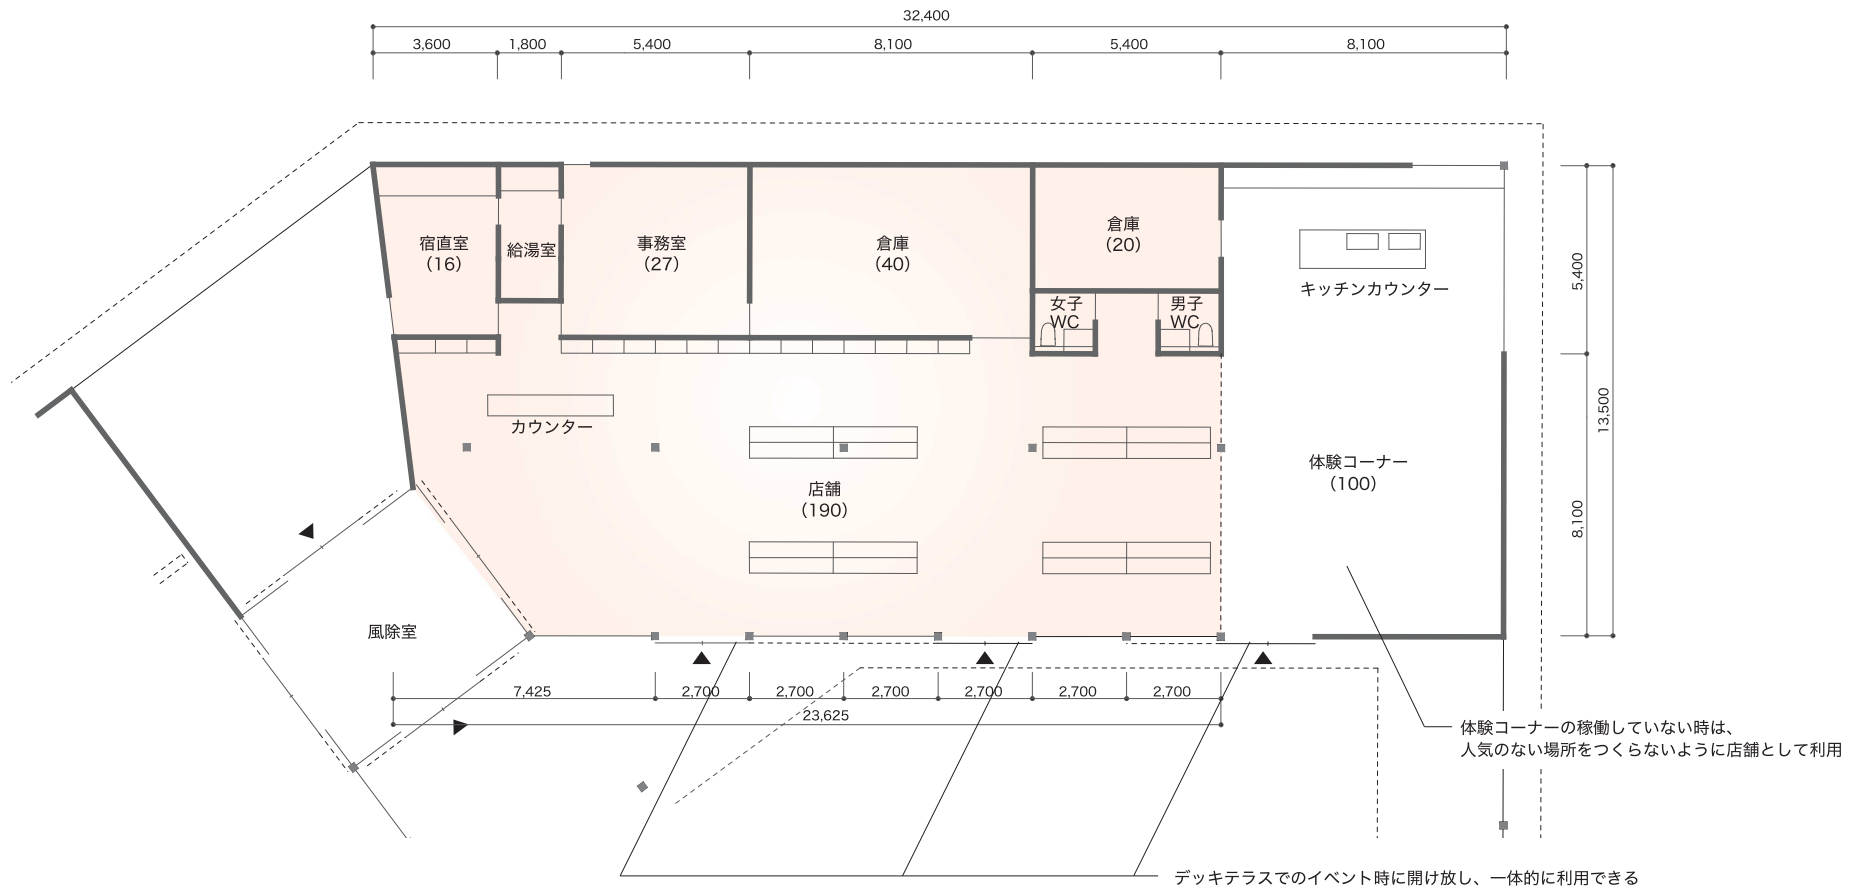 32,400
3,600
1,800
5,400
8,100
5,400
8,100
宿直室
（16）
給湯室
事務室
（27）
倉庫
（40）
倉庫
（20）
女子
WC
男子
WC
キッチンカウンター
5,400
13,500
8,100
カウンター
店舗
（190）
体験コーナー
（100）
風除室
7,425
2,700
2,700
2,700
2,700
2,700
2,700
23,625
体験コーナーの稼働していない時は、
人気のない場所をつくらないように店舗として利用
デッキテラスでのイベント時に開け放し、一体的に利用できる